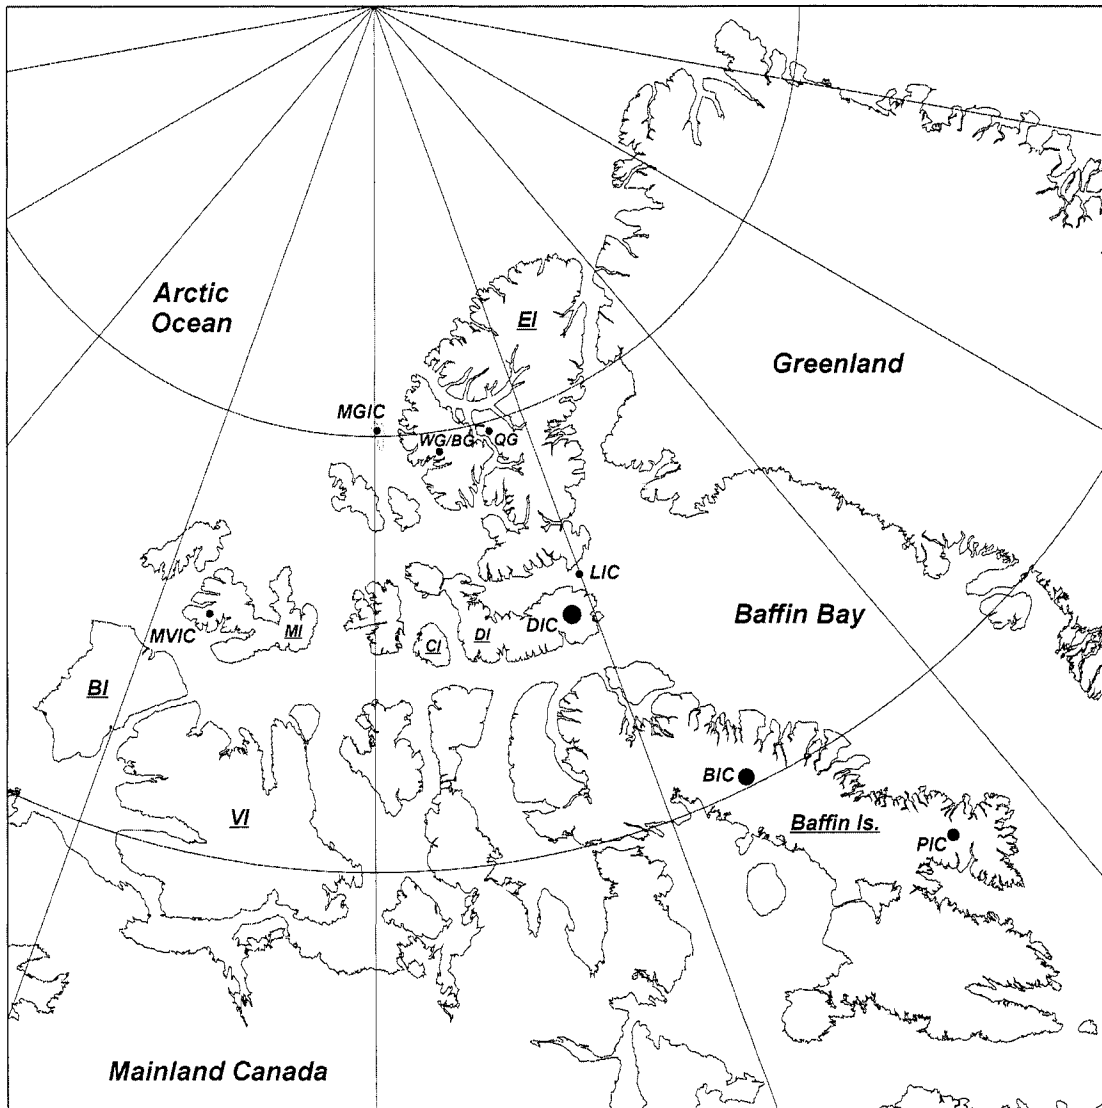 Arctic
Ocean
EI
Greenland
MGIC
WG/BG
QG
LIC
DIC
Baffin Bay
MVIC
MI
CI
DI
BI
BIC
VI
Baffin Is.
PIC
Mainland Canada